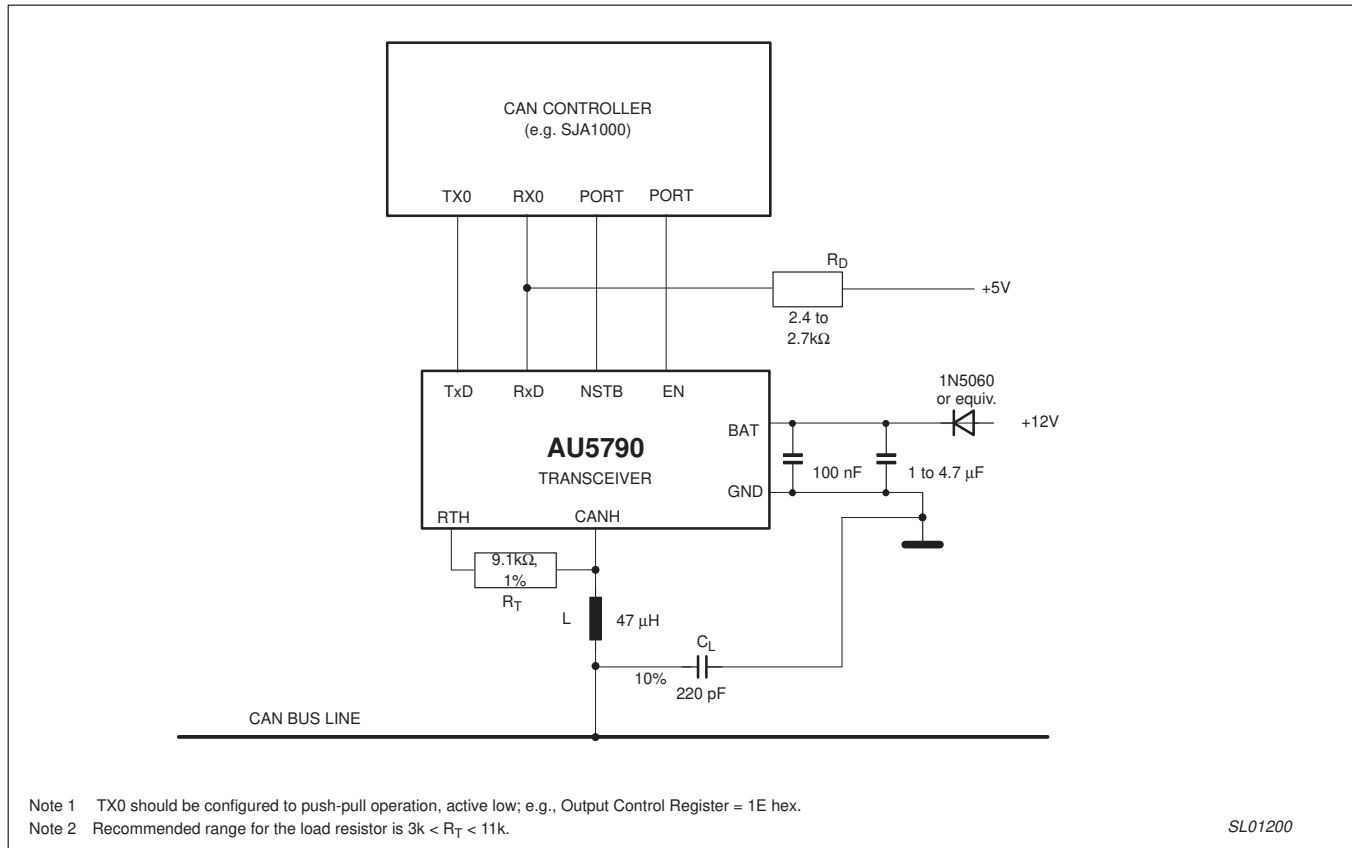 CAN CONTROLLER
(e.g. SJA1000)
TX0 RX0 PORT PORT
R_D
+5V
2.4 to
2.7kΩ
TxD RxD NSTB EN
1N5060
or equiv.
BAT
+12V
AU5790
TRANSCEIVER
100 nF
1 to 4.7 μF
GND
RTH CANH
9.1kΩ,
1%
R_T
L
47 μH
C_L
10%
220 pF
CAN BUS LINE
Note 1 TX0 should be configured to push-pull operation, active low; e.g., Output Control Register = 1E hex.
Note 2 Recommended range for the load resistor is 3k < R_T < 11k.
SL01200